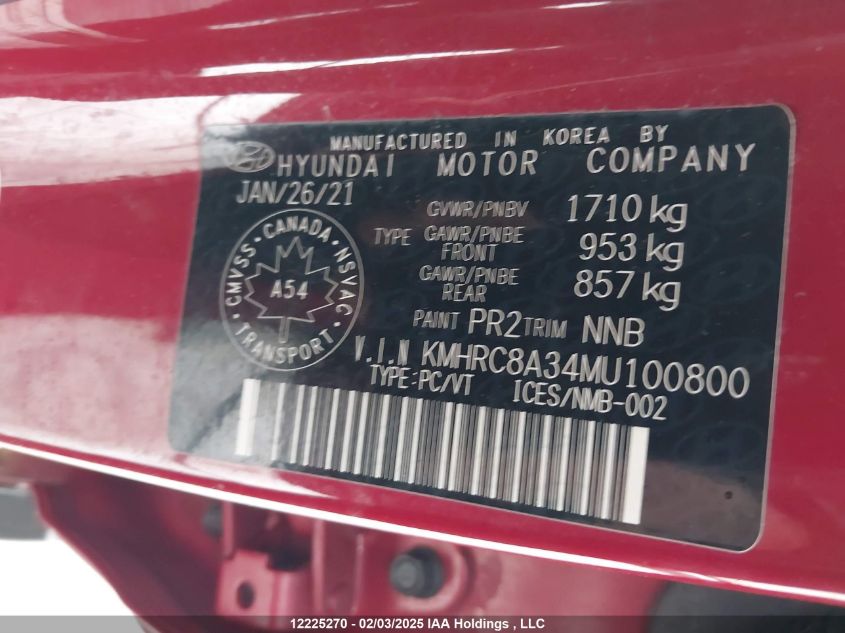 MANUFACTURED IN KOREA BY
HYUNDAI MOTOR COMPANY
JAN/26/21
GVWR/PNBV 1710 kg
TYPE GAWR/PNBE FRONT 953 kg
GAWR/PNBE REAR 857 kg
CANADA
CMVSS · NSVAC
A54
TRANSPORT
PAINT PR2 TRIM NNB
V.I.N KMHRC8A34MU100800
TYPE:PC/VT ICES/NMB-002
12225270 - 02/03/2025 IAA Holdings , LLC